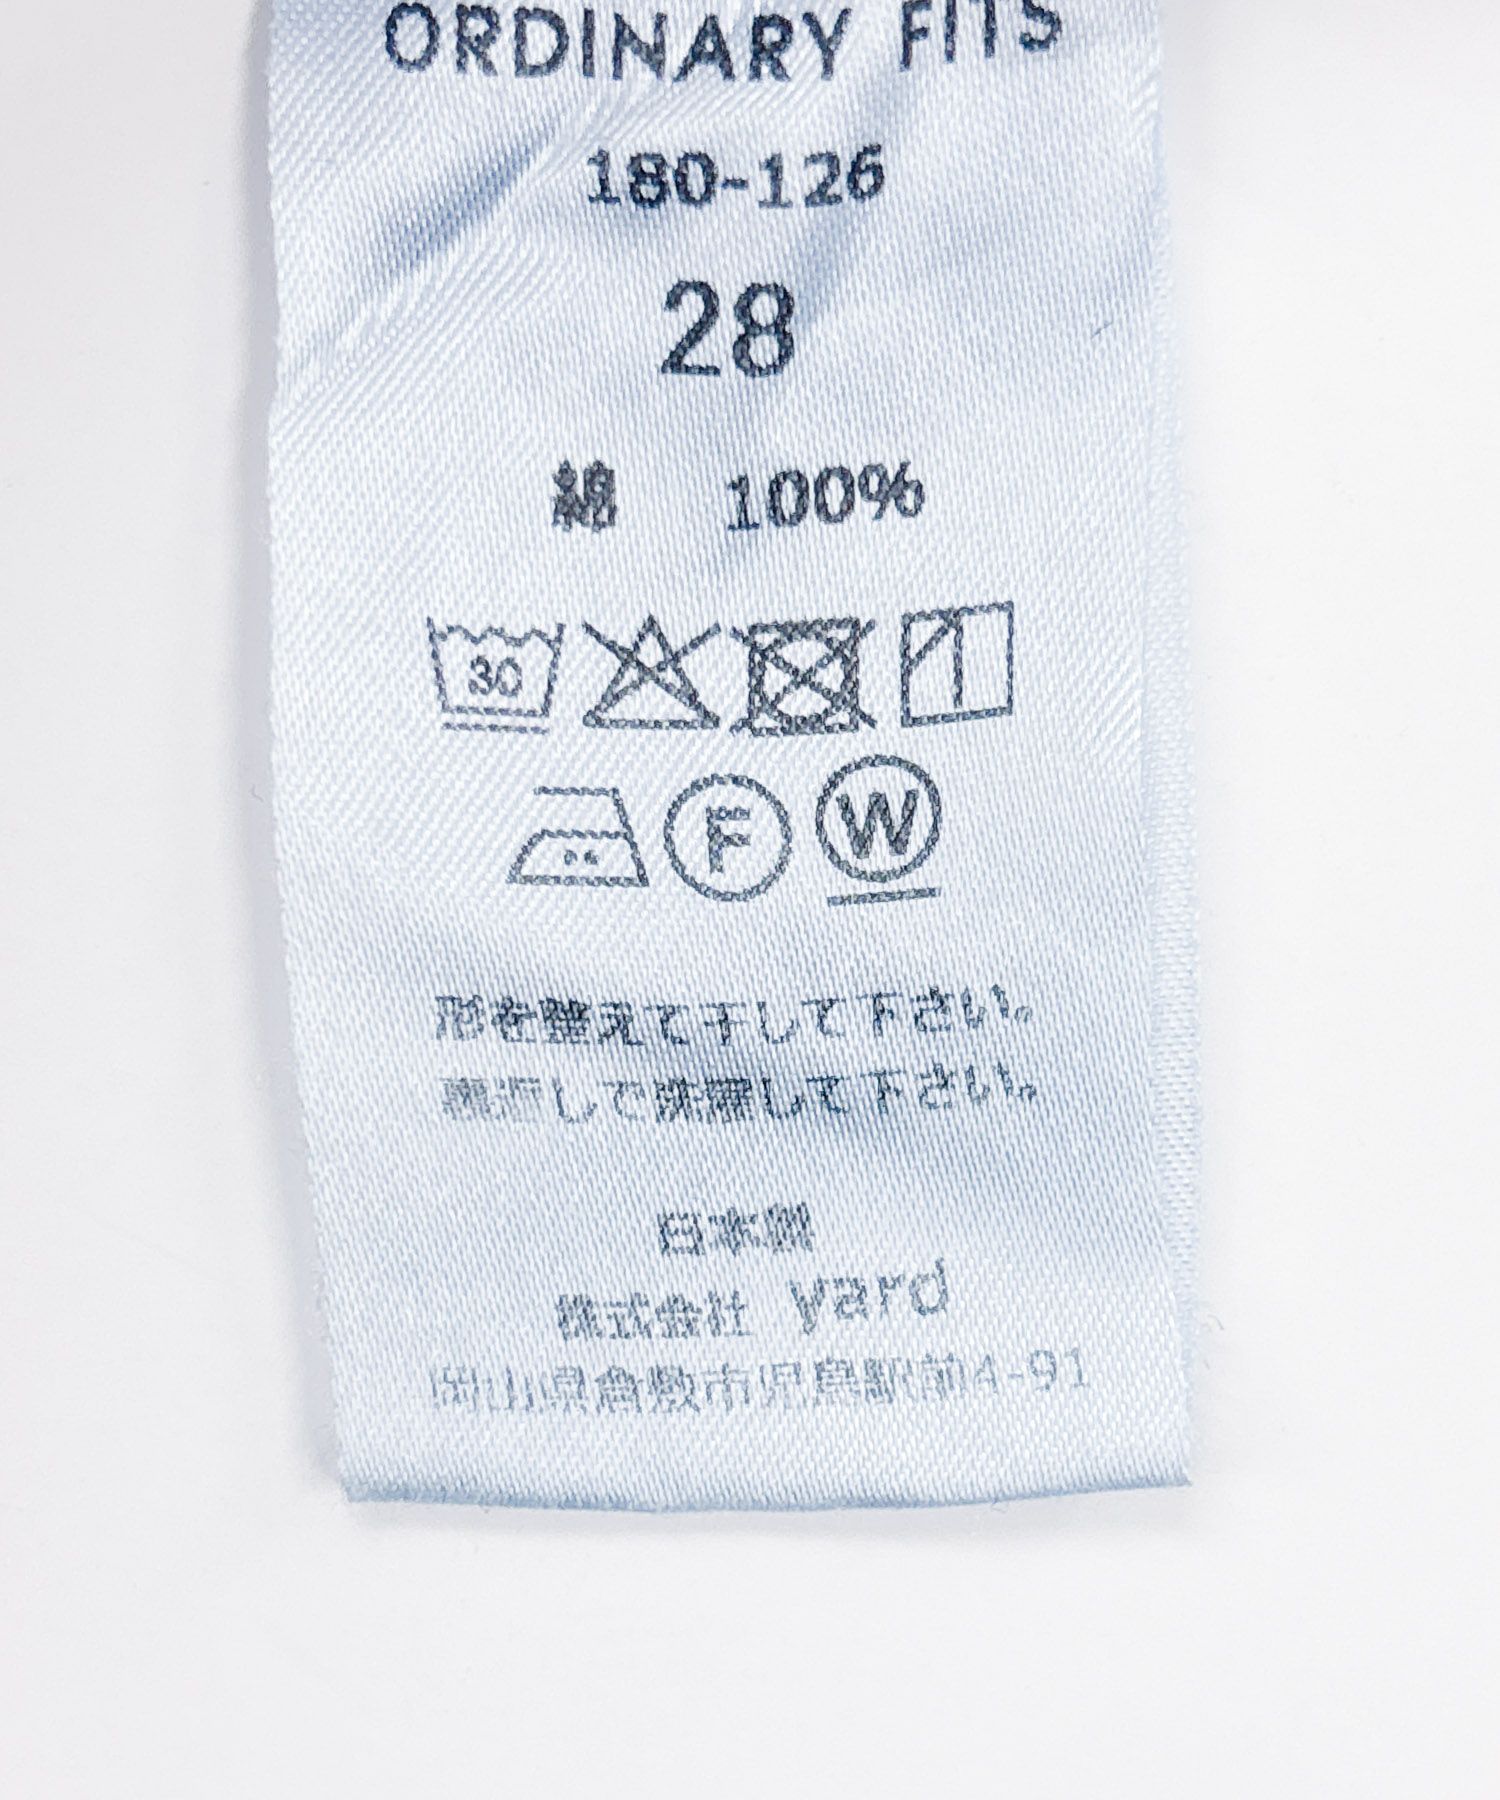 ORDINARY FITS
180-126
28
綿 100%
30
F W
形を整えて干して下さい。
裏返しで洗濯して下さい。
日本製
株式会社 yard
岡山県倉敷市児島駅前4-91